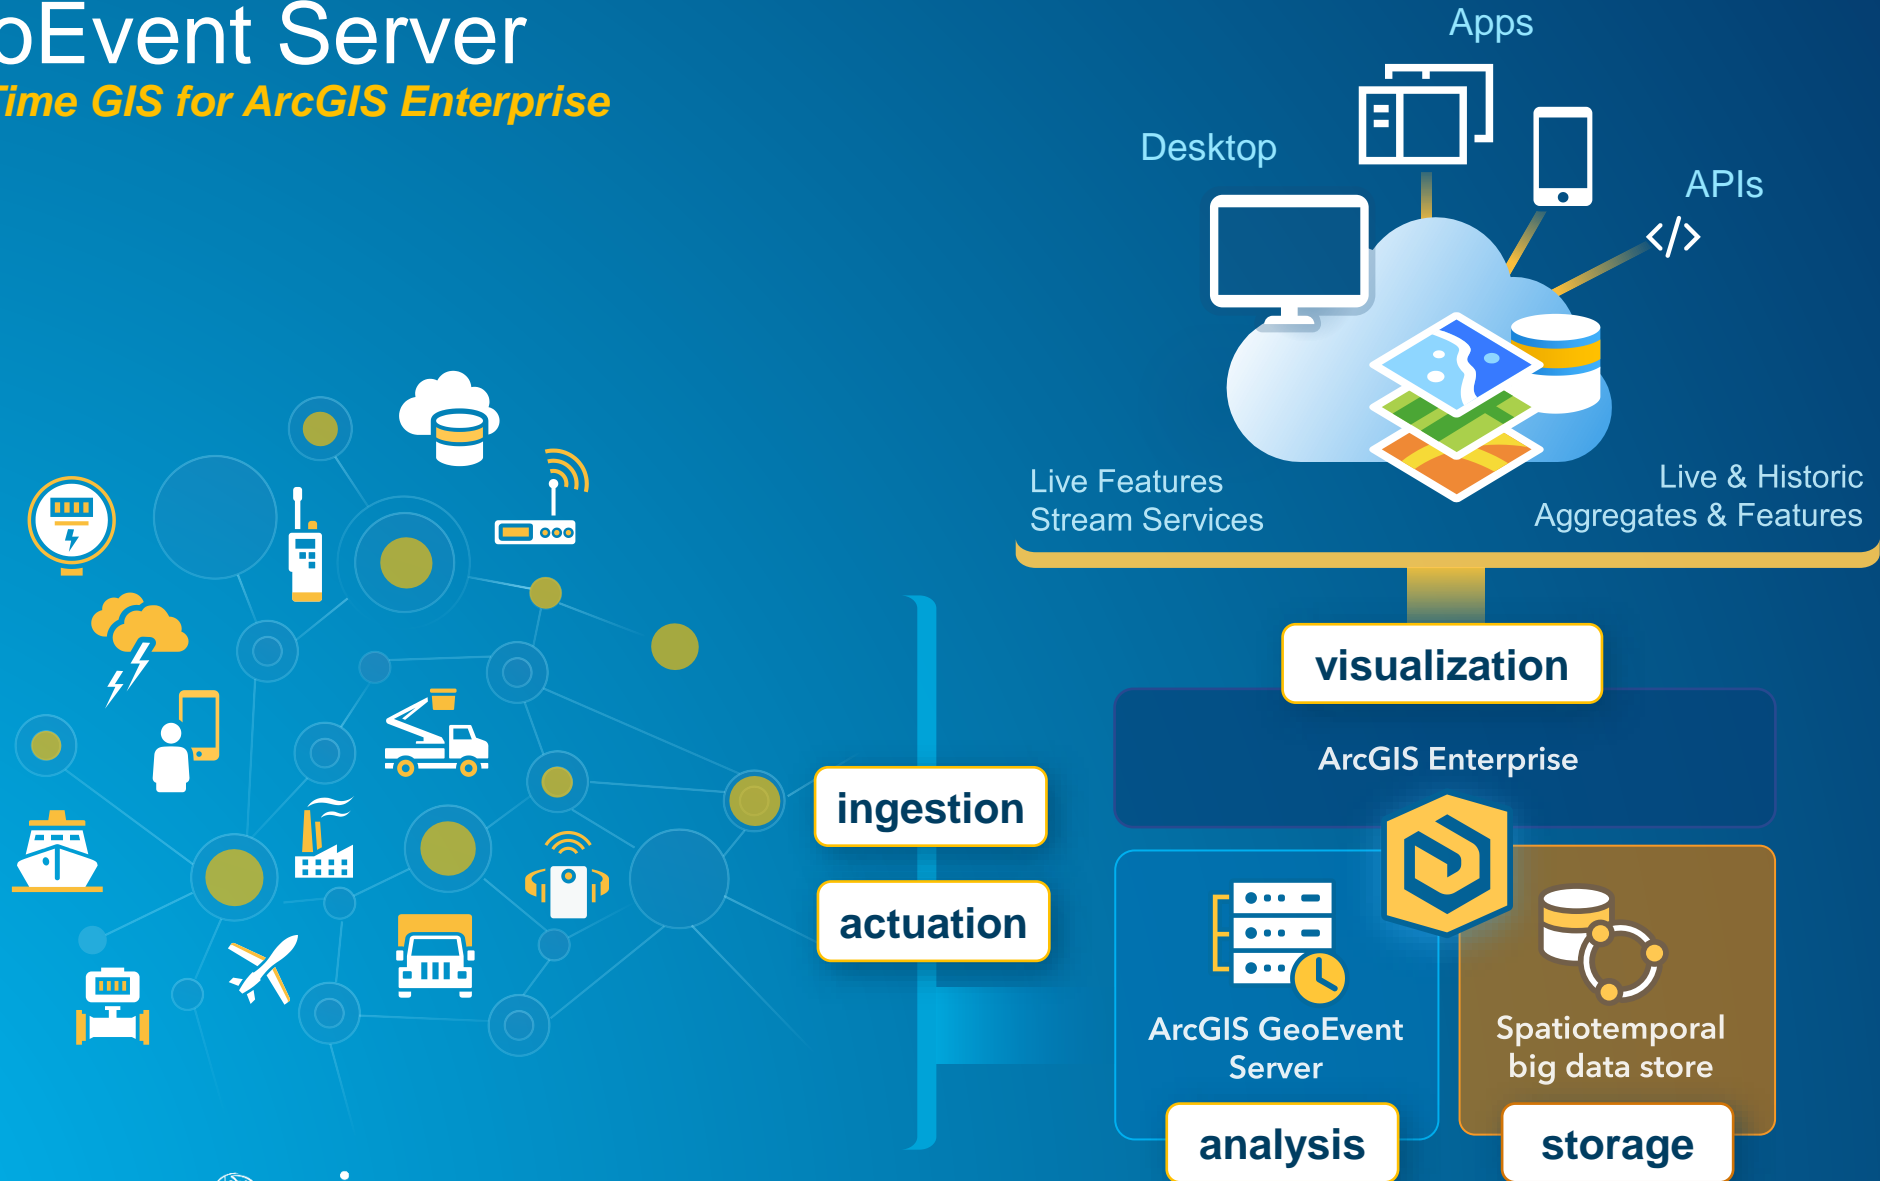 oEvent Server
Time GIS for ArcGIS Enterprise
Apps
Desktop
APIs
</>
Live Features
Stream Services
Live & Historic
Aggregates & Features
visualization
ArcGIS Enterprise
ingestion
actuation
ArcGIS GeoEvent
Server
Spatiotemporal
big data store
analysis
storage